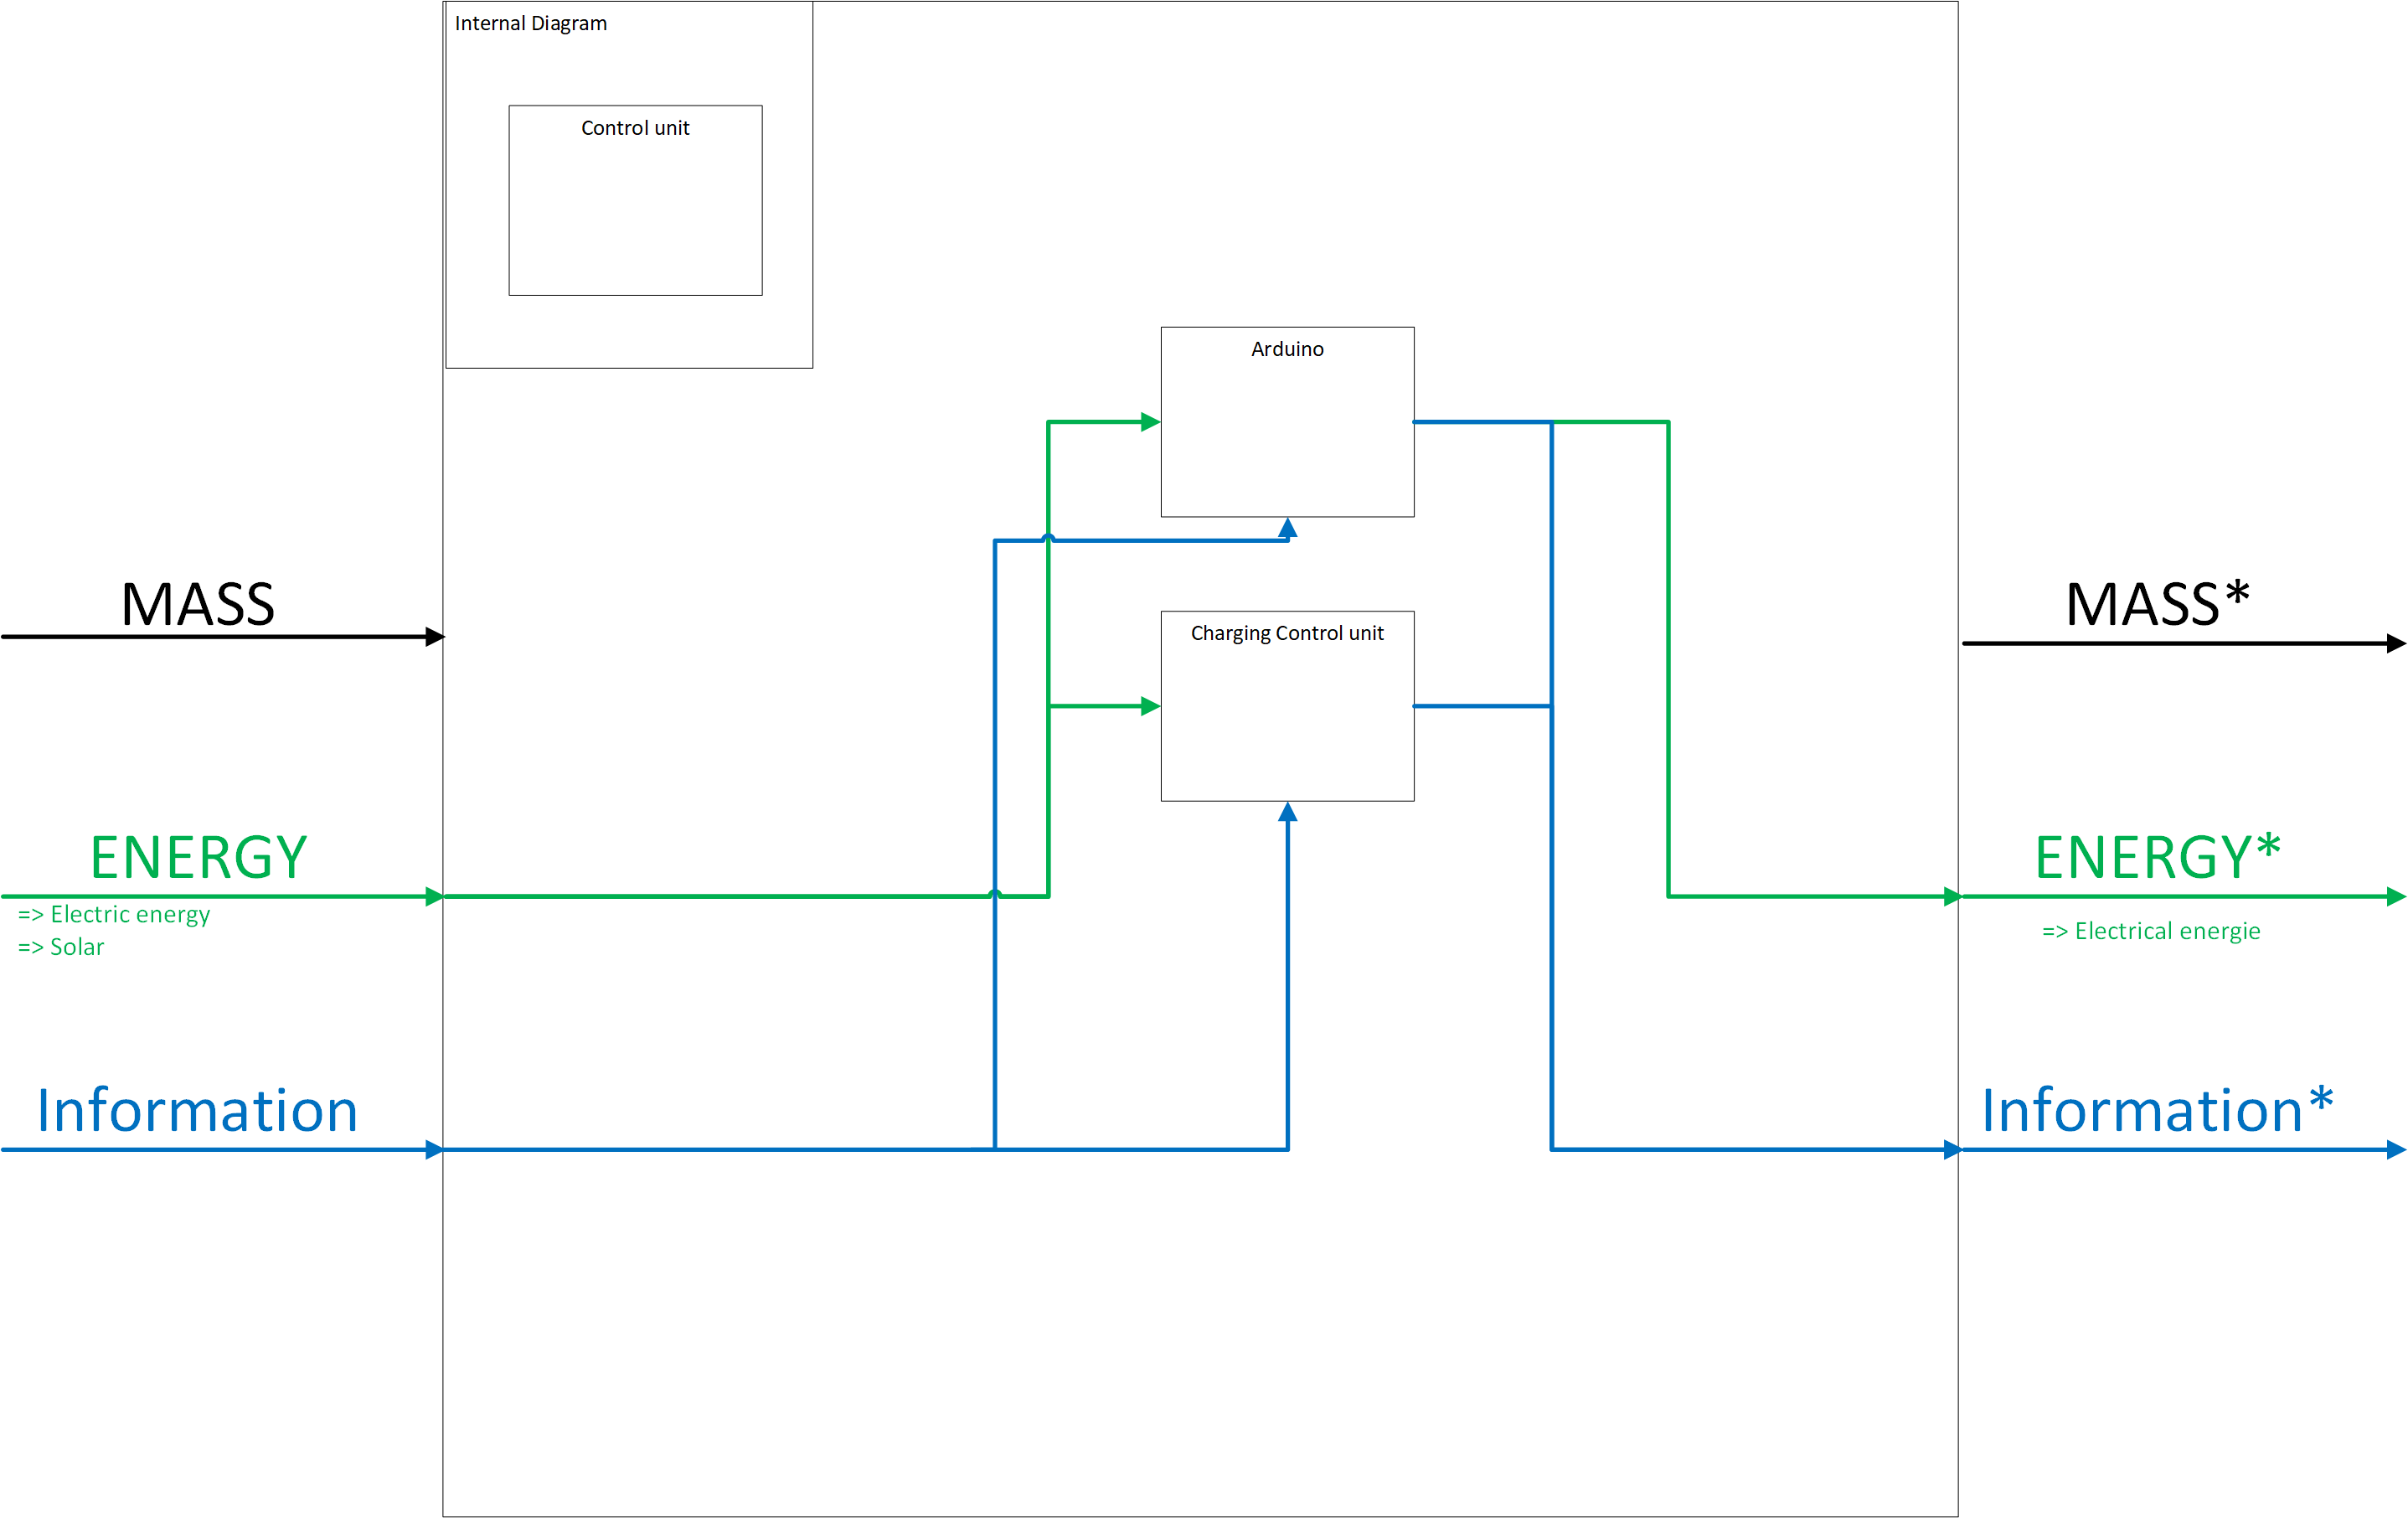 Internal Diagram
Control unit
Arduino
MASS
MASS*
Charging Control unit
ENERGY
=> Electric energy
=> Solar
ENERGY*
=> Electrical energie
Information
Information*